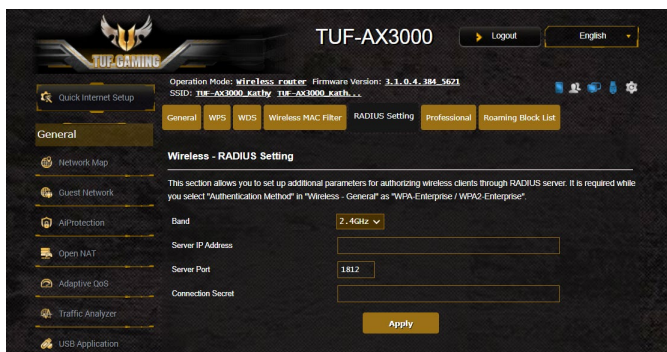 TUF GAMING
TUF-AX3000
Logout
English
Operation Mode: Wireless router Firmware Version: 3.1.0.4.384_5621
SSID: TUF-AX3000_Kathy TUF-AX3000_Kath...
Quick Internet Setup
General
Network Map
Guest Network
AiProtection
Open NAT
Adaptive QoS
Traffic Analyzer
USB Application
General WPS WDS Wireless MAC Filter RADIUS Setting Professional Roaming Block List
Wireless - RADIUS Setting
This section allows you to set up additional parameters for authorizing wireless clients through RADIUS server. It is required while
you select "Authentication Method" in "Wireless - General" as "WPA-Enterprise / WPA2-Enterprise".
Band 2.4GHz
Server IP Address
Server Port 1812
Connection Secret
Apply